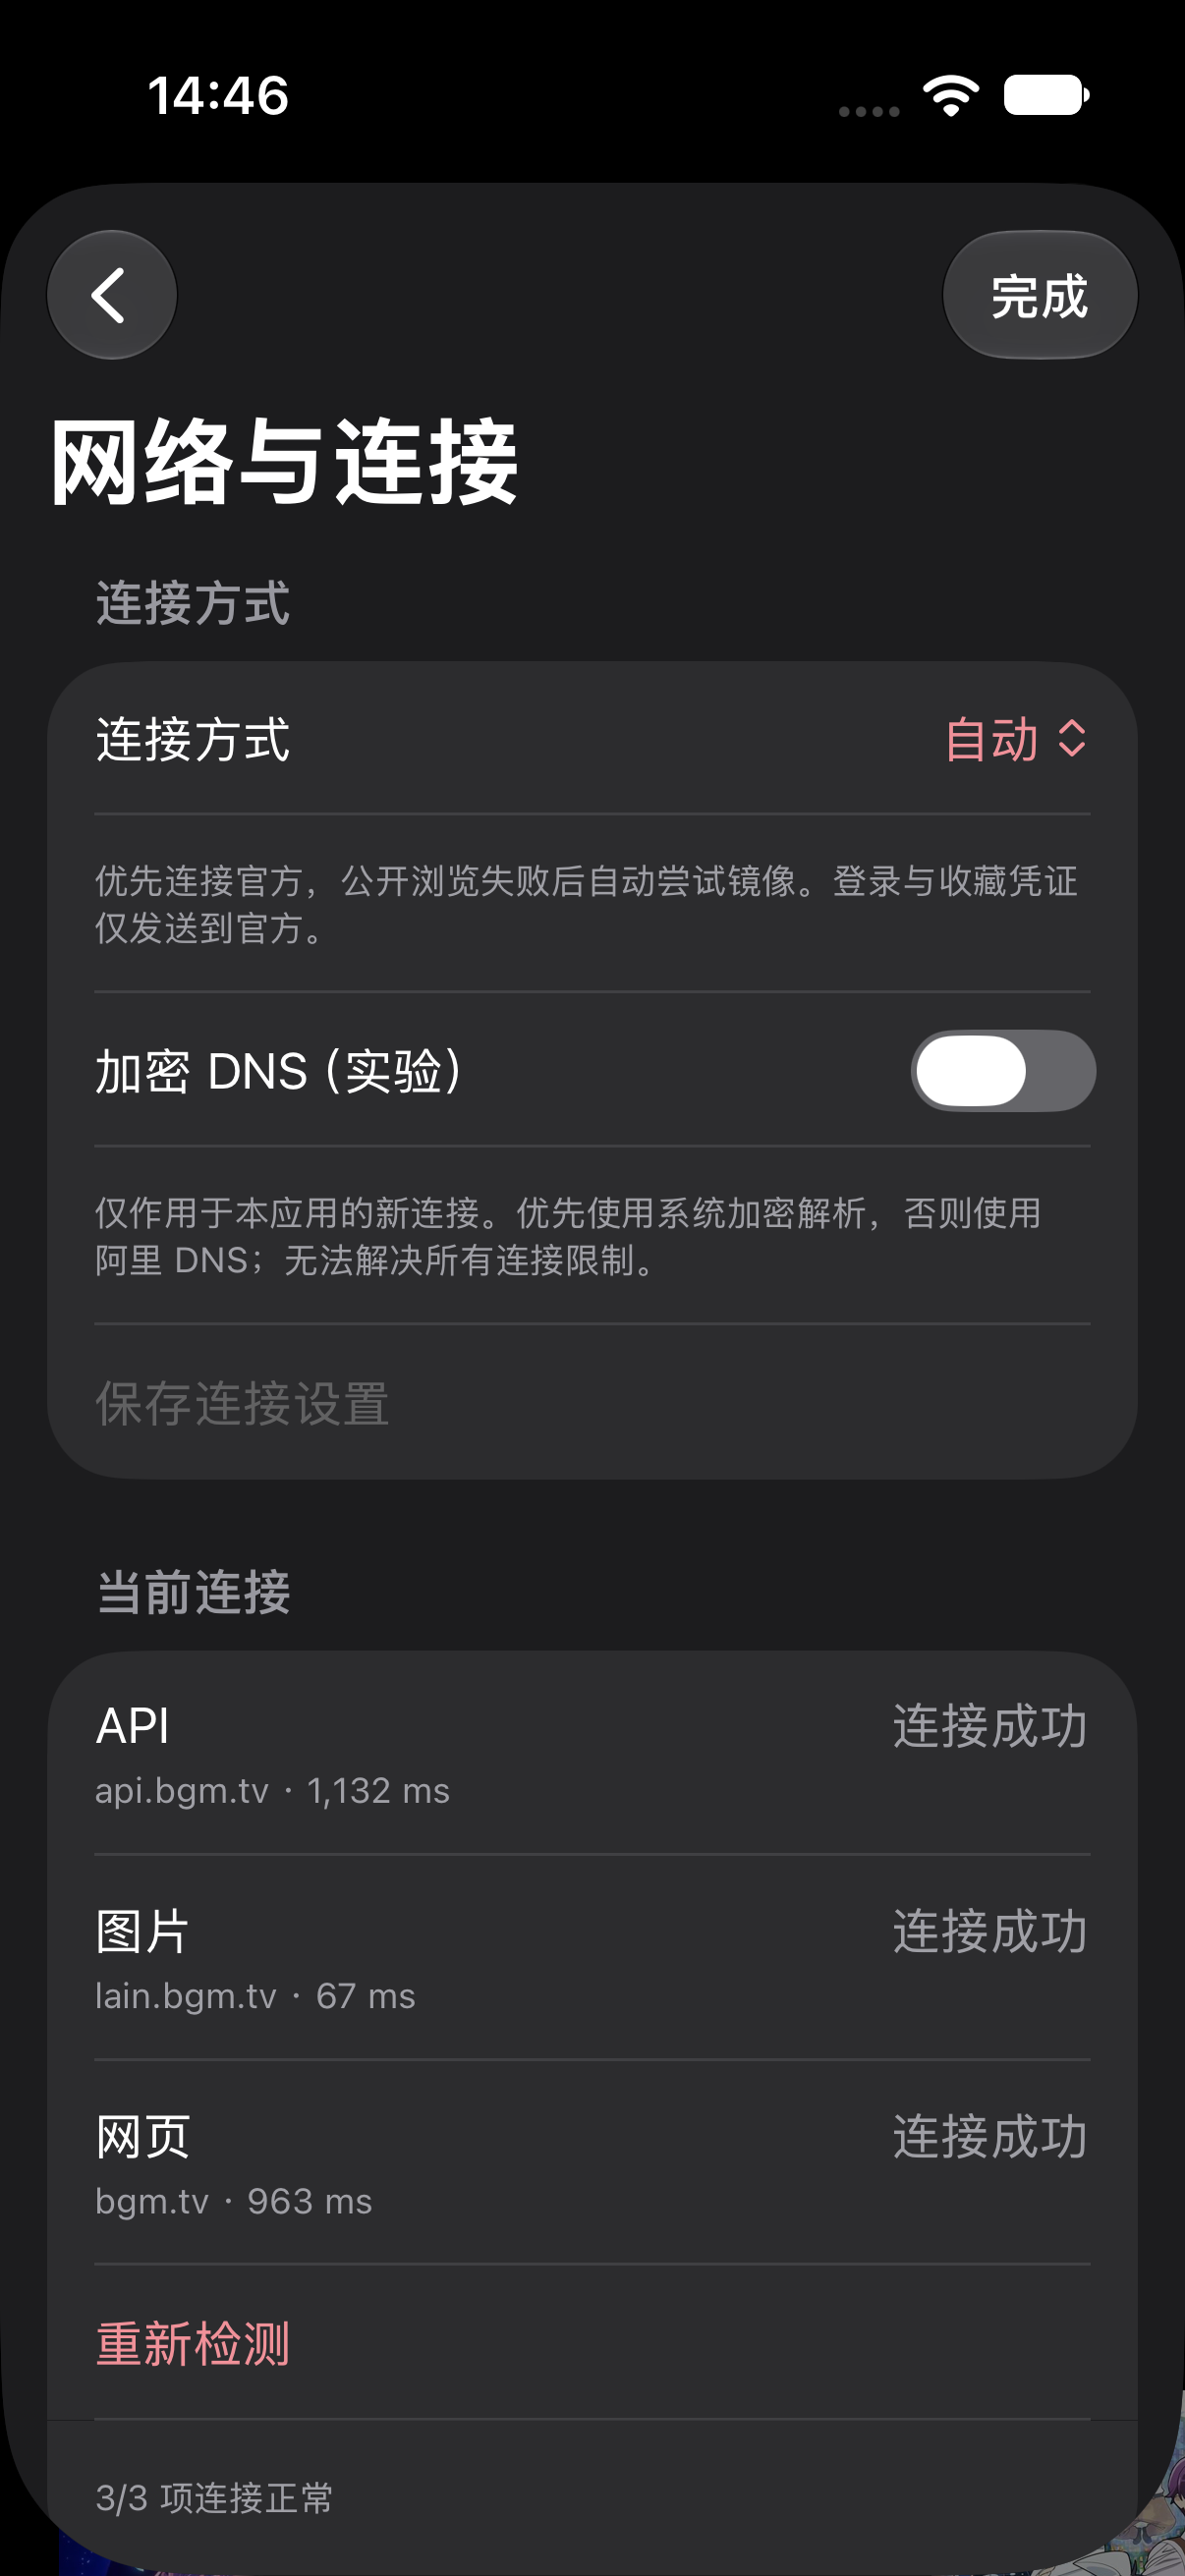 14:46
完成
网络与连接
连接方式
连接方式 自动
优先连接官方，公开浏览失败后自动尝试镜像。登录与收藏凭证
仅发送到官方。
加密 DNS（实验）
仅作用于本应用的新连接。优先使用系统加密解析，否则使用
阿里 DNS；无法解决所有连接限制。
保存连接设置
当前连接
API 连接成功
api.bgm.tv · 1,132 ms
图片 连接成功
lain.bgm.tv · 67 ms
网页 连接成功
bgm.tv · 963 ms
重新检测
3/3 项连接正常